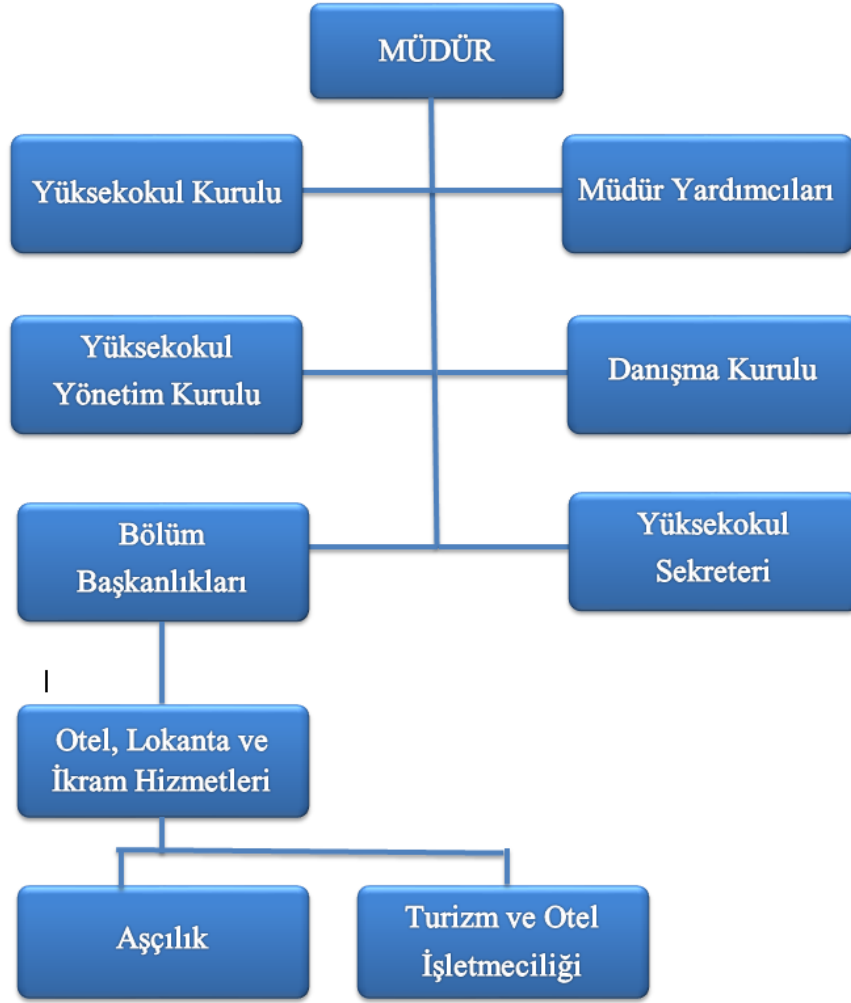 MÜDÜR
Yüksekokul Kurulu
Müdür Yardımcıları
Yüksekokul
Yönetim Kurulu
Danışma Kurulu
Bölüm
Başkanlıkları
Yüksekokul
Sekreteri
Otel, Lokanta ve
İkram Hizmetleri
Aşçılık
Turizm ve Otel
İşletmeciliği